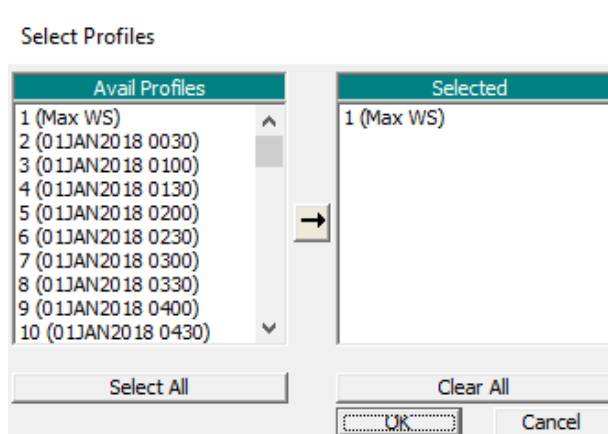 Select Profiles
Avail Profiles
1 (Max WS)
2 (01JAN2018 0030)
3 (01JAN2018 0100)
4 (01JAN2018 0130)
5 (01JAN2018 0200)
6 (01JAN2018 0230)
7 (01JAN2018 0300)
8 (01JAN2018 0330)
9 (01JAN2018 0400)
10 (01JAN2018 0430)
Select All
Selected
1 (Max WS)
Clear All
OK
Cancel